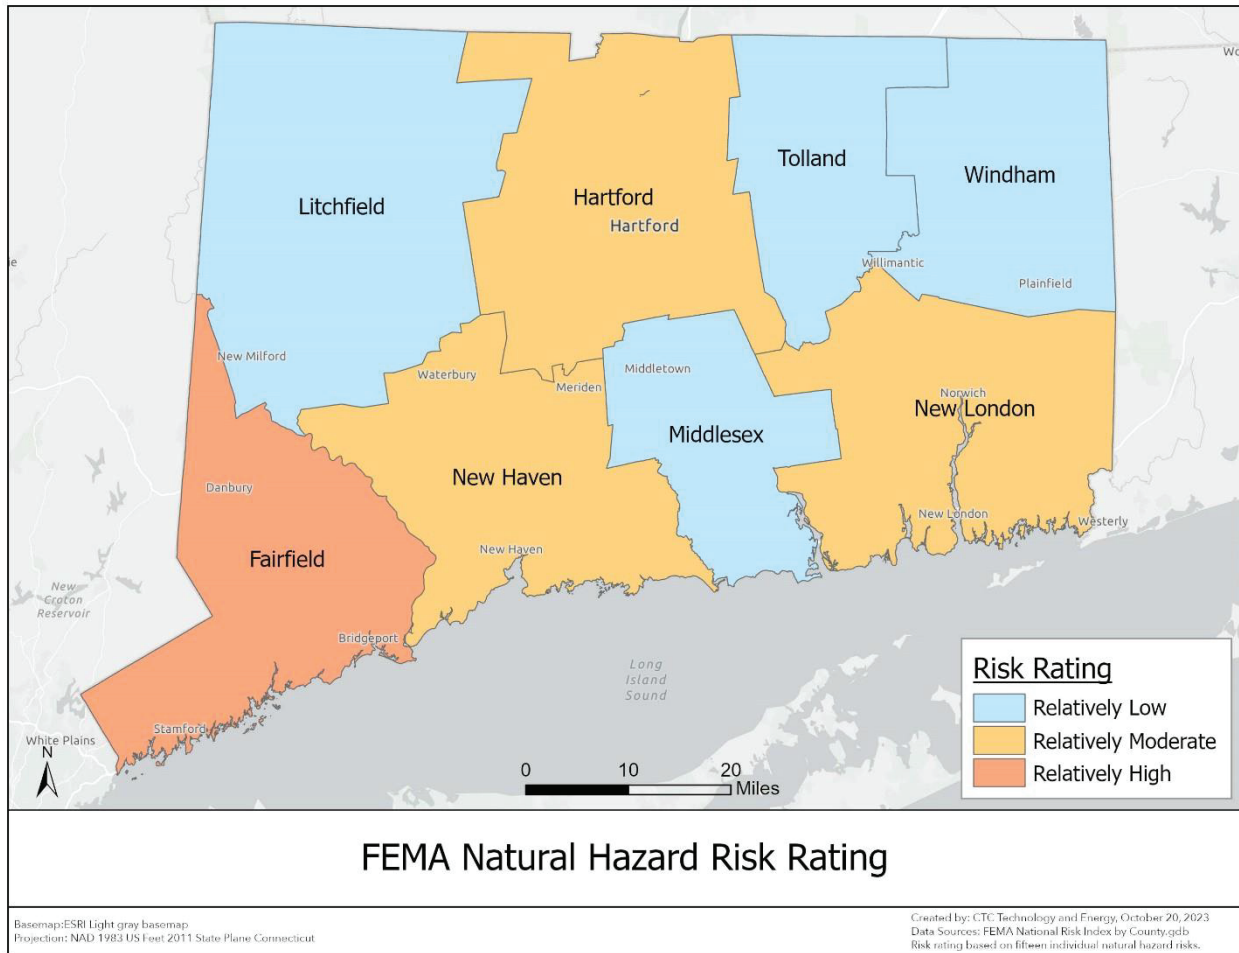 Wo
Tolland
Windham
Litchfield
Hartford
Hartford
ie
Willimantic
Plainfield
New Milford
Waterbury
Meriden
Middletown
Norwich
New London
Middlesex
New Haven
Danbury
New London
Westerly
Fairfield
New Haven
New
Croton
Reservoir
Bridgeport
Long
Island
Sound
Stamford
White Plains
N
0 10 20
Miles
Risk Rating
Relatively Low
Relatively Moderate
Relatively High
FEMA Natural Hazard Risk Rating
Basemap:ESRI Light gray basemap
Projection: NAD 1983 US Feet 2011 State Plane Connecticut
Created by: CTC Technology and Energy, October 20, 2023
Data Sources: FEMA National Risk Index by County.gdb
Risk rating based on fifteen individual natural hazard risks.